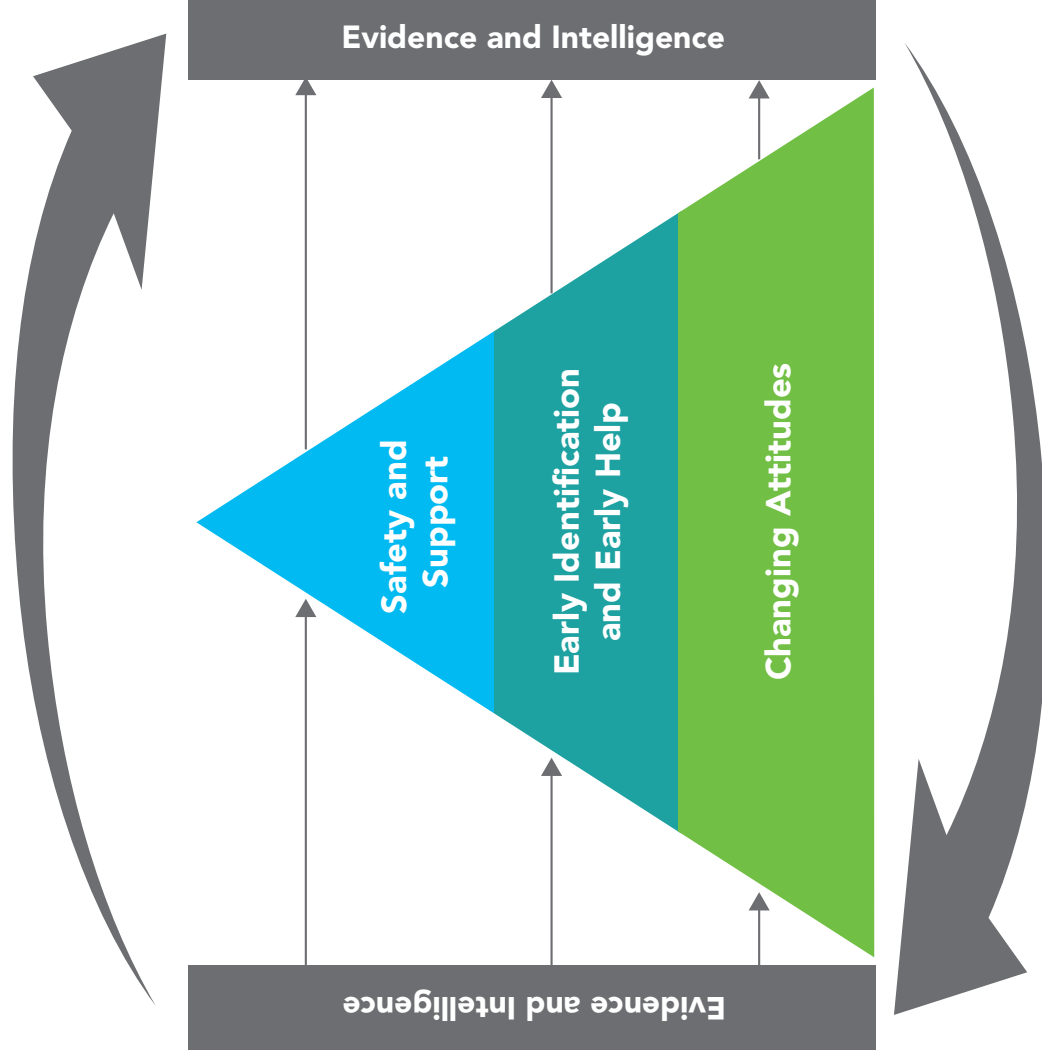 Evidence and Intelligence
Safety and
Support
Early Identification
and Early Help
Changing Attitudes
Evidence and Intelligence